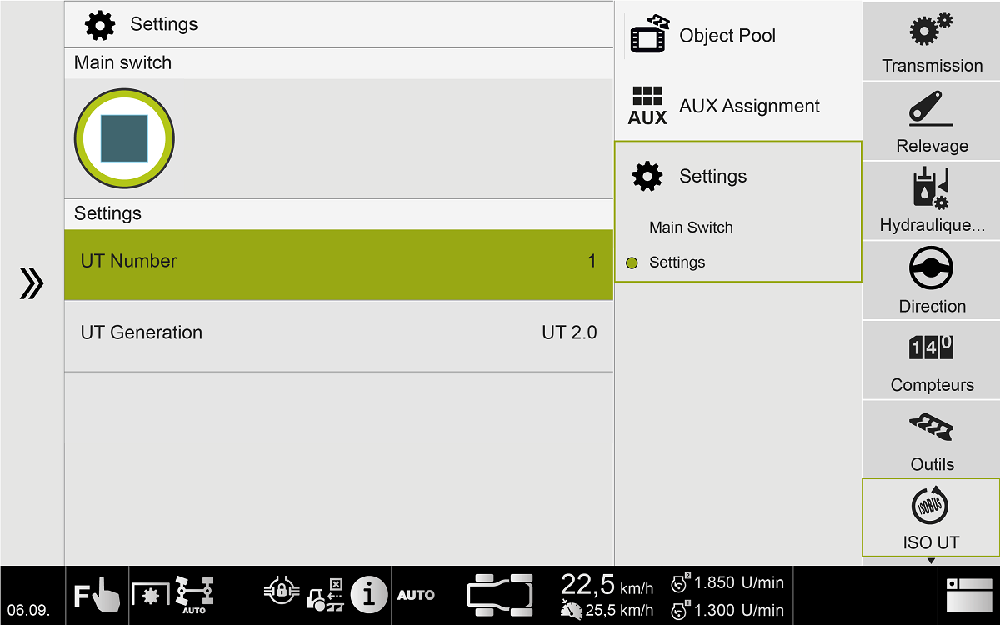 Settings
Main switch
Settings
UT Number 1
UT Generation UT 2.0
Object Pool
AUX
AUX Assignment
Settings
Main Switch
Settings
Transmission
Relevage
Hydraulique...
Direction
140
Compteurs
Outils
ISOBUS
ISO UT
06.09.
F
AUTO
i
AUTO
22,5 km/h
25,5 km/h
2 1.850 U/min
1 1.300 U/min